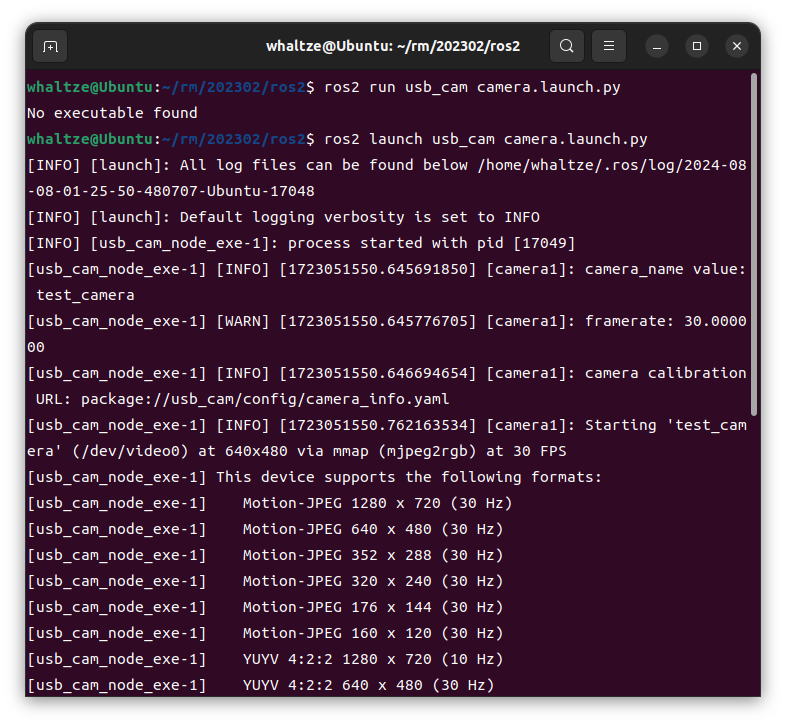 whaltze@Ubuntu: ~/rm/202302/ros2
whaltze@Ubuntu:~/rm/202302/ros2$ ros2 run usb_cam camera.launch.py
No executable found
whaltze@Ubuntu:~/rm/202302/ros2$ ros2 launch usb_cam camera.launch.py
[INFO] [launch]: All log files can be found below /home/whaltze/.ros/log/2024-08
-08-01-25-50-480707-Ubuntu-17048
[INFO] [launch]: Default logging verbosity is set to INFO
[INFO] [usb_cam_node_exe-1]: process started with pid [17049]
[usb_cam_node_exe-1] [INFO] [1723051550.645691850] [camera1]: camera_name value:
 test_camera
[usb_cam_node_exe-1] [WARN] [1723051550.645776705] [camera1]: framerate: 30.0000
00
[usb_cam_node_exe-1] [INFO] [1723051550.646694654] [camera1]: camera calibration
 URL: package://usb_cam/config/camera_info.yaml
[usb_cam_node_exe-1] [INFO] [1723051550.762163534] [camera1]: Starting 'test_cam
era' (/dev/video0) at 640x480 via mmap (mjpeg2rgb) at 30 FPS
[usb_cam_node_exe-1] This device supports the following formats:
[usb_cam_node_exe-1]    Motion-JPEG 1280 x 720 (30 Hz)
[usb_cam_node_exe-1]    Motion-JPEG 640 x 480 (30 Hz)
[usb_cam_node_exe-1]    Motion-JPEG 352 x 288 (30 Hz)
[usb_cam_node_exe-1]    Motion-JPEG 320 x 240 (30 Hz)
[usb_cam_node_exe-1]    Motion-JPEG 176 x 144 (30 Hz)
[usb_cam_node_exe-1]    Motion-JPEG 160 x 120 (30 Hz)
[usb_cam_node_exe-1]    YUYV 4:2:2 1280 x 720 (10 Hz)
[usb_cam_node_exe-1]    YUYV 4:2:2 640 x 480 (30 Hz)